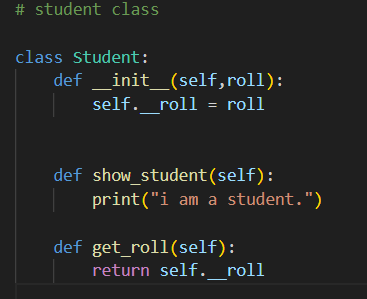 # student class
class Student:
    def __init__(self,roll):
        self.__roll = roll
    def show_student(self):
        print("i am a student.")
    def get_roll(self):
        return self.__roll